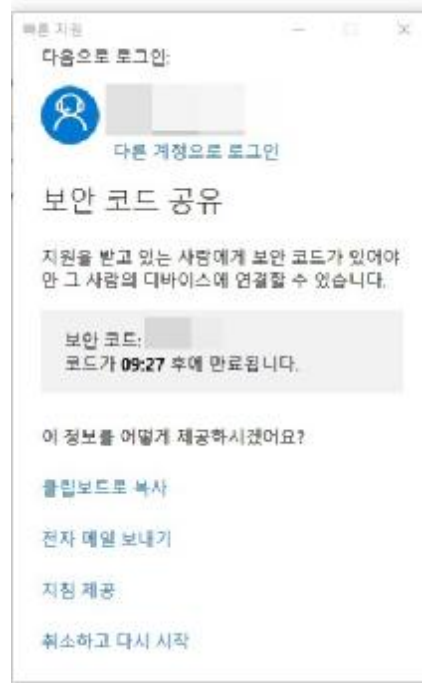 빠른 지원
다음으로 로그인:
다른 계정으로 로그인
보안 코드 공유
지원을 받고 있는 사람에게 보안 코드가 있어야
만 그 사람의 디바이스에 연결할 수 있습니다.
보안 코드:
코드가 09:27 후에 만료됩니다.
이 정보를 어떻게 제공하시겠어요?
클립보드로 복사
전자 메일 보내기
지침 제공
취소하고 다시 시작